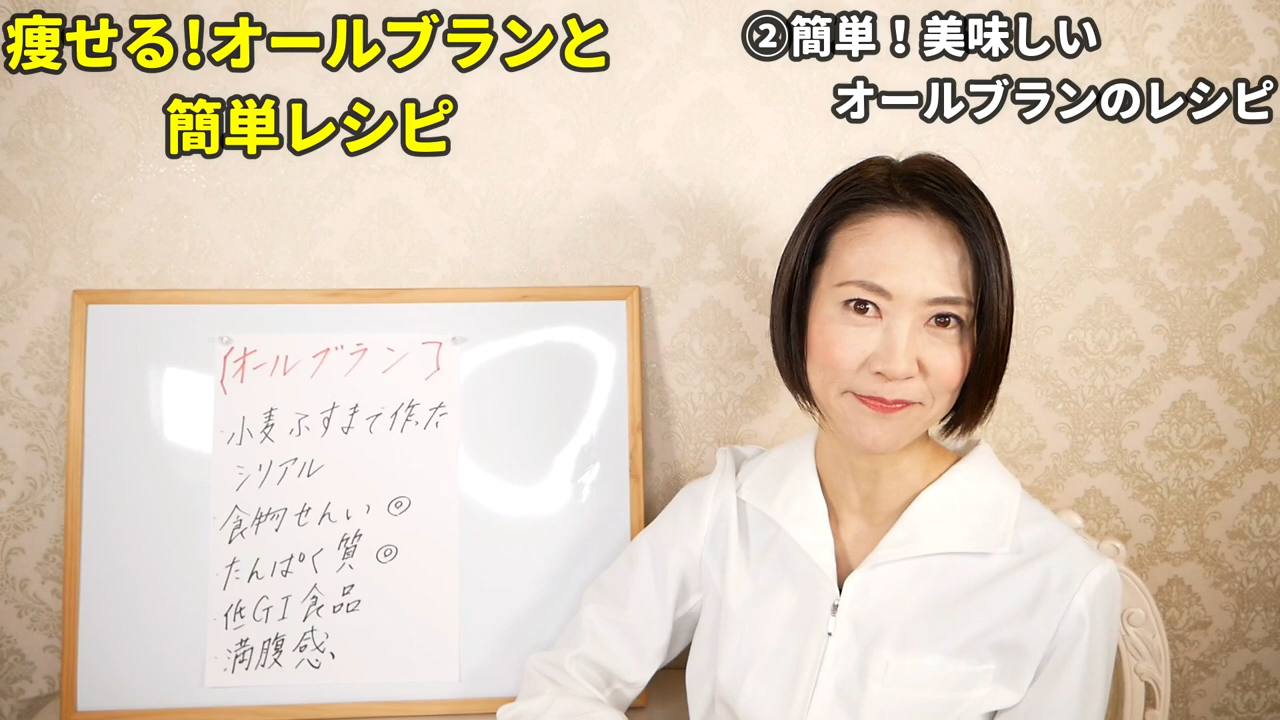 痩せる!オールブランと
簡単レシピ
②簡単！美味しい
オールブランのレシピ
[オールブラン]
・小麦ふすまで作った
シリアル
・食物せんい◎
・たんぱく質◎
・低GI食品
・満腹感